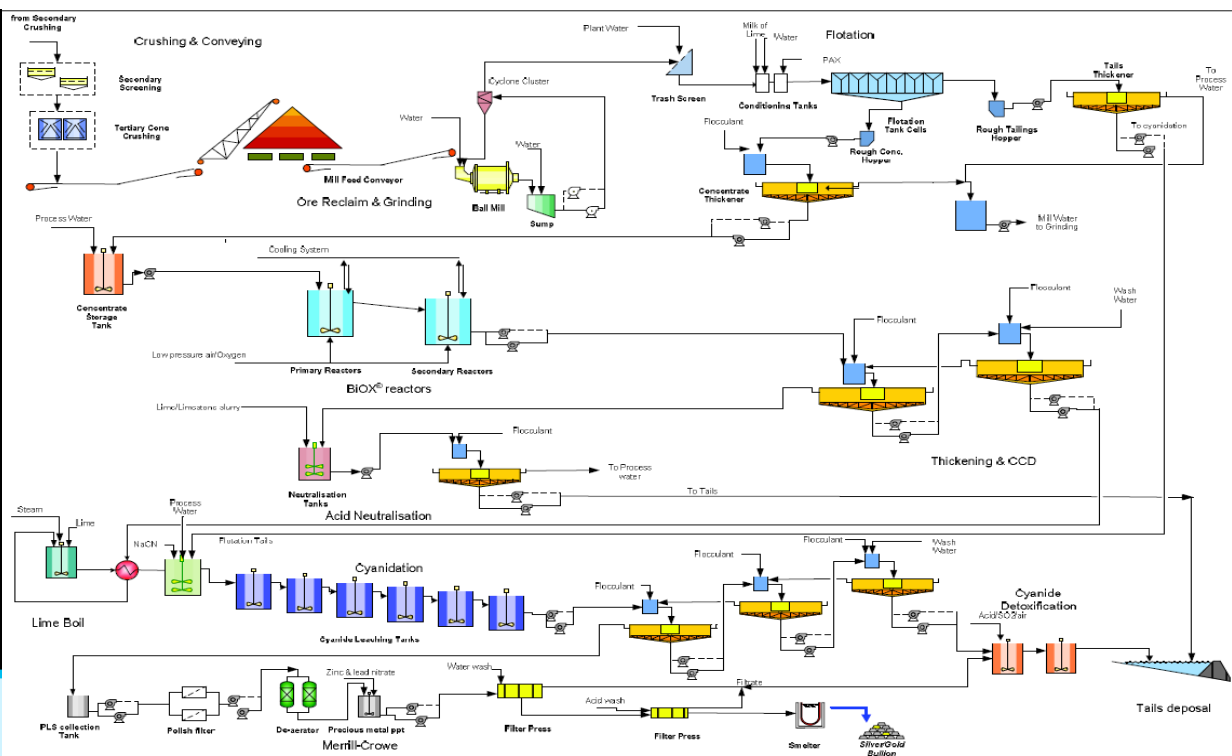 from Secondary
Crushing
Crushing & Conveying
Secondary
Screening
Tertiary Cone
Crushing
Mill Feed Conveyor
Ore Reclaim & Grinding
Water
Cyclone Cluster
Water
Ball Mill
Sump
Plant Water
Trash Screen
Milk of
Lime
Water
PAX
Conditioning Tanks
Flotation
Flotation
Tank Cells
Rough Conc.
Hopper
Rough Tailings
Hopper
Tails
Thickener
To
Process
Water
To cyanidation
Flocculant
Concentrate
Thickener
Mill Water
to Grinding
Process Water
Concentrate
Storage
Tank
Cooling System
Low pressure air/Oxygen
Primary Reactors
Secondary Reactors
BiOX® reactors
Flocculant
Flocculant
Wash
Water
Thickening & CCD
Lime/Limestone slurry
Flocculant
Neutralisation
Tanks
To Process
water
Acid Neutralisation
To Tails
Steam
Lime
Lime Boil
NaCN
Process
Water
Flotation Tails
Cyanidation
Cyanide Leaching Tanks
Flocculant
Flocculant
Flocculant
Wash
Water
Cyanide
Detoxification
Acid/SO2/air
Tails deposal
PLS collection
Tank
Polish filter
De-aerator
Zinc & lead nitrate
Precious metal ppt
Merrill-Crowe
Water wash
Filter Press
Acid wash
Filter Press
Filtrate
Smelter
Silver Gold
Bullion